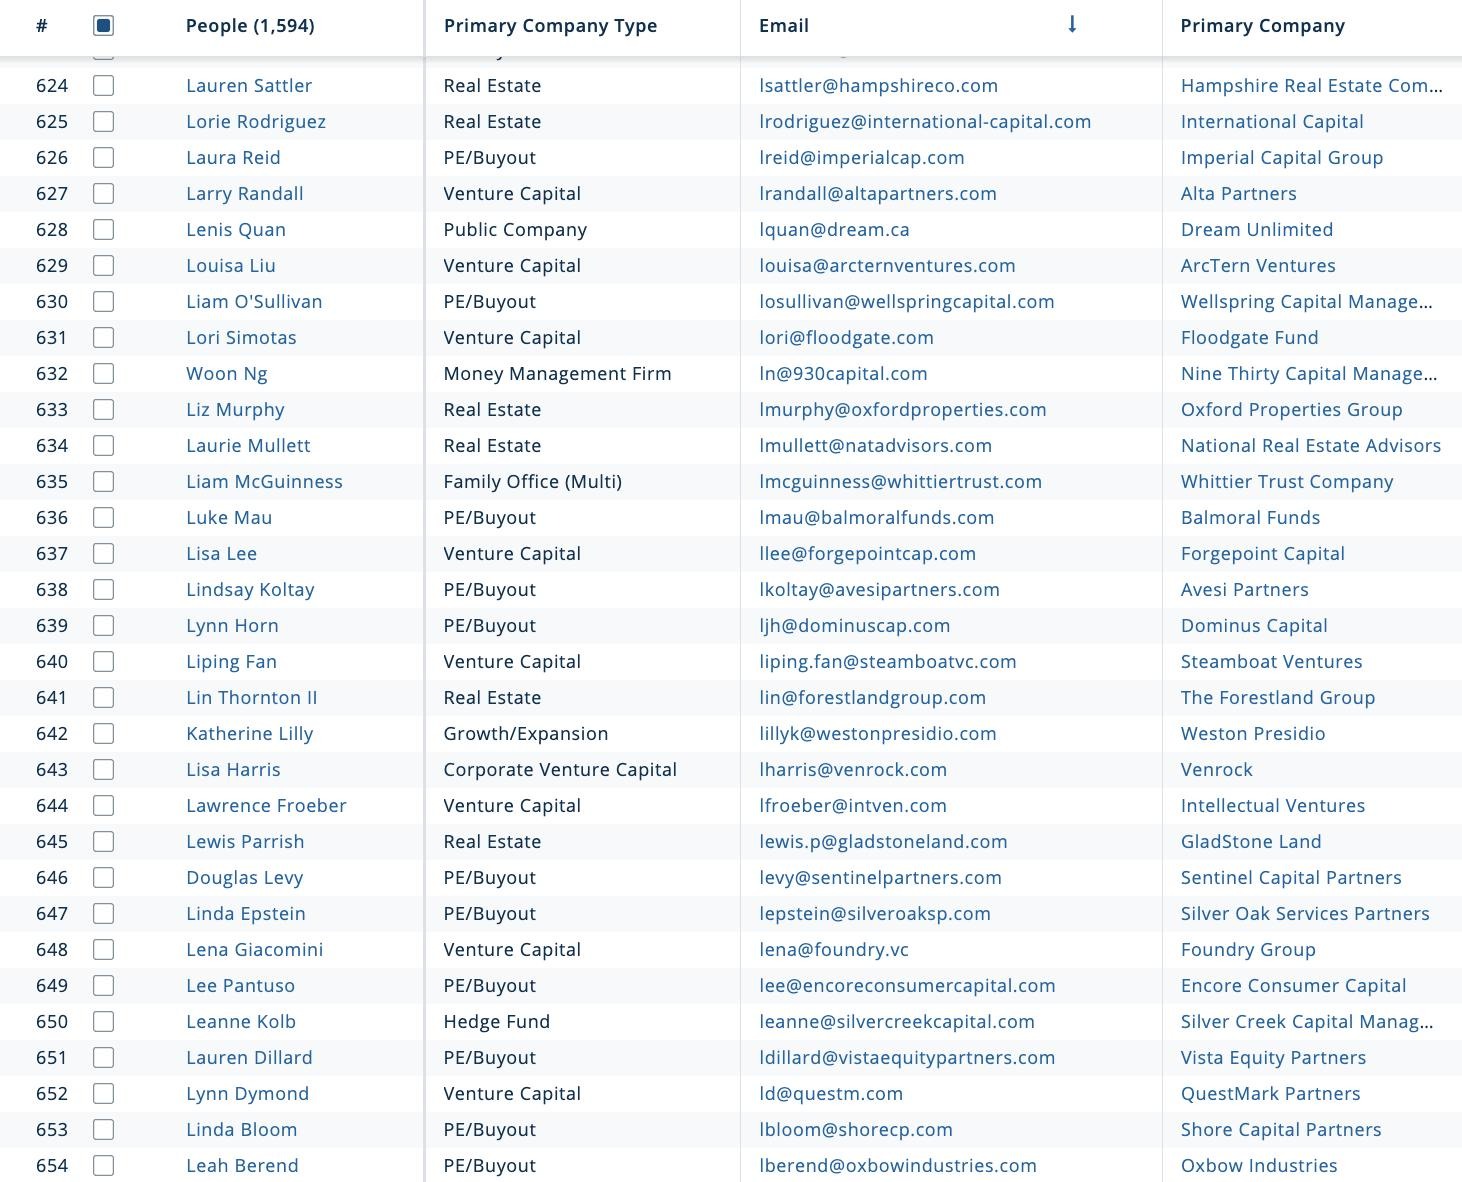 # People (1,594) Primary Company Type Email ↓ Primary Company
624 Lauren Sattler Real Estate lsattler@hampshireco.com Hampshire Real Estate Com...
625 Lorie Rodriguez Real Estate lrodriguez@international-capital.com International Capital
626 Laura Reid PE/Buyout lreid@imperialcap.com Imperial Capital Group
627 Larry Randall Venture Capital lrandall@altapartners.com Alta Partners
628 Lenis Quan Public Company lquan@dream.ca Dream Unlimited
629 Louisa Liu Venture Capital louisa@arcternventures.com ArcTern Ventures
630 Liam O'Sullivan PE/Buyout losullivan@wellspringcapital.com Wellspring Capital Manage...
631 Lori Simotas Venture Capital lori@floodgate.com Floodgate Fund
632 Woon Ng Money Management Firm ln@930capital.com Nine Thirty Capital Manage...
633 Liz Murphy Real Estate lmurphy@oxfordproperties.com Oxford Properties Group
634 Laurie Mullett Real Estate lmullett@natadvisors.com National Real Estate Advisors
635 Liam McGuinness Family Office (Multi) lmcguinness@whittiertrust.com Whittier Trust Company
636 Luke Mau PE/Buyout lmau@balmoralfunds.com Balmoral Funds
637 Lisa Lee Venture Capital llee@forgepointcap.com Forgepoint Capital
638 Lindsay Koltay PE/Buyout lkoltay@avesipartners.com Avesi Partners
639 Lynn Horn PE/Buyout ljh@dominuscap.com Dominus Capital
640 Liping Fan Venture Capital liping.fan@steamboatvc.com Steamboat Ventures
641 Lin Thornton II Real Estate lin@forestlandgroup.com The Forestland Group
642 Katherine Lilly Growth/Expansion lillyk@westonpresidio.com Weston Presidio
643 Lisa Harris Corporate Venture Capital lharris@venrock.com Venrock
644 Lawrence Froeber Venture Capital lfroeber@intven.com Intellectual Ventures
645 Lewis Parrish Real Estate lewis.p@gladstoneland.com GladStone Land
646 Douglas Levy PE/Buyout levy@sentinelpartners.com Sentinel Capital Partners
647 Linda Epstein PE/Buyout lepstein@silveroaksp.com Silver Oak Services Partners
648 Lena Giacomini Venture Capital lena@foundry.vc Foundry Group
649 Lee Pantuso PE/Buyout lee@encoreconsumercapital.com Encore Consumer Capital
650 Leanne Kolb Hedge Fund leanne@silvercreekcapital.com Silver Creek Capital Manag...
651 Lauren Dillard PE/Buyout ldillard@vistaequitypartners.com Vista Equity Partners
652 Lynn Dymond Venture Capital ld@questm.com QuestMark Partners
653 Linda Bloom PE/Buyout lbloom@shorecp.com Shore Capital Partners
654 Leah Berend PE/Buyout lberend@oxbowindustries.com Oxbow Industries